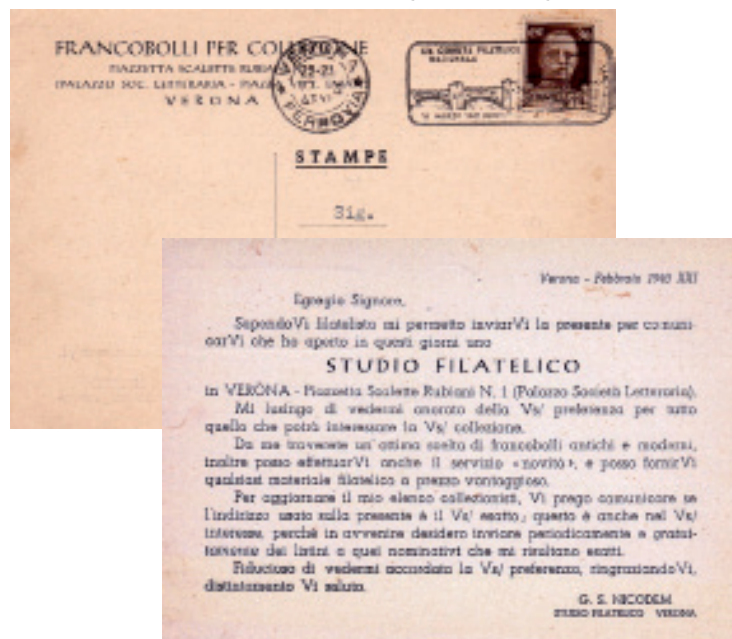 FRANCOBOLLI PER COLLEZIONE
PIAZZETTA SCALETTE RUBIANI
(PALAZZO SOC. LETTERARIA - PIAZZA
VERONA
FERROVIA
XIX. CONVEGNO FILATELICO
NAZIONALE
STAMPE
Sig.
Verona - Febbraio 1943 XXI
Egregio Signore,
SapendoVi filatelista mi permetto inviarVi la presente per comuni-
carVi che ho aperto in questi giorni uno
STUDIO FILATELICO
in VERONA - Piazzetta Scalette Rubiani N. 1 (Palazzo Società Letteraria).
Mi lusingo di vedermi onorato della Vs/ preferenza per tutto
quello che potrà interessare la Vs/ collezione.
Da me troverete un'ottima scelta di francobolli antichi e moderni,
inoltre posso effettuarVi anche il servizio «novità», e posso fornirVi
qualsiasi materiale filatelico a prezzo vantaggioso.
Per aggiornare il mio elenco collezionisti, Vi prego comunicare se
l'indirizzo usato sulla presente è il Vs/ esatto; questo è anche nel Vs/
interesse, perchè in avvenire desidero inviare periodicamente e gratui-
tamente dei listini a quei nominativi che mi risultano esatti.
Fiducioso di vedermi accordata la Vs/ preferenza, ringraziandoVi,
distintamente Vi saluto.
G. S. NICODEM
STUDIO FILATELICO VERONA